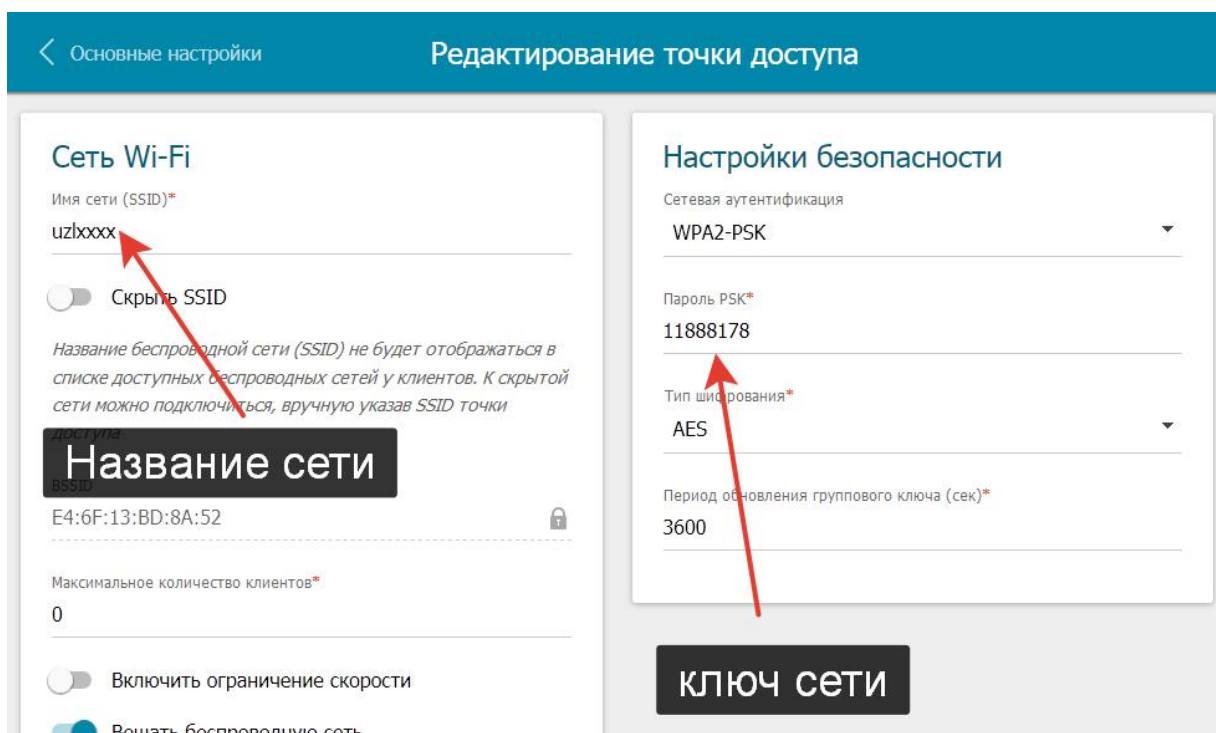 Основные настройки
Редактирование точки доступа
Сеть Wi-Fi
Имя сети (SSID)*
uzlxxxx
Скрыть SSID
Название беспроводной сети (SSID) не будет отображаться в
списке доступных беспроводных сетей у клиентов. К скрытой
сети можно подключиться, вручную указав SSID точки
доступа
Название сети
BSSID
E4:6F:13:BD:8A:52
Максимальное количество клиентов*
0
Включить ограничение скорости
Вещать беспроводную сеть
Настройки безопасности
Сетевая аутентификация
WPA2-PSK
Пароль PSK*
11888178
Тип шифрования*
AES
Период обновления группового ключа (сек)*
3600
ключ сети